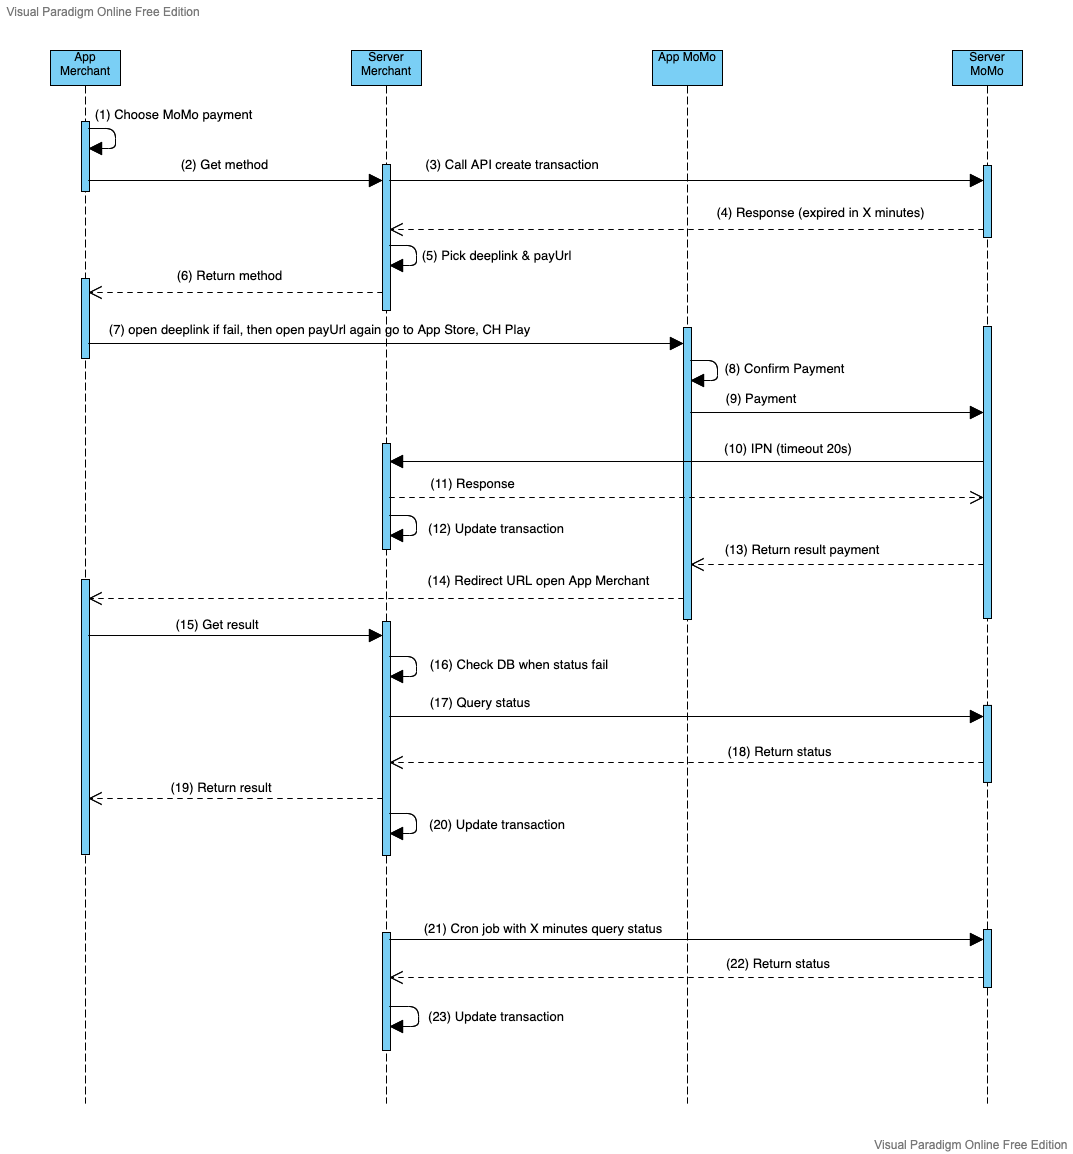 Visual Paradigm Online Free Edition
App
Merchant
Server
Merchant
App MoMo
Server
MoMo
(1) Choose MoMo payment
(2) Get method
(3) Call API create transaction
(4) Response (expired in X minutes)
(5) Pick deeplink & payUrl
(6) Return method
(7) open deeplink if fail, then open payUrl again go to App Store, CH Play
(8) Confirm Payment
(9) Payment
(10) IPN (timeout 20s)
(11) Response
(12) Update transaction
(13) Return result payment
(14) Redirect URL open App Merchant
(15) Get result
(16) Check DB when status fail
(17) Query status
(18) Return status
(19) Return result
(20) Update transaction
(21) Cron job with X minutes query status
(22) Return status
(23) Update transaction
Visual Paradigm Online Free Edition